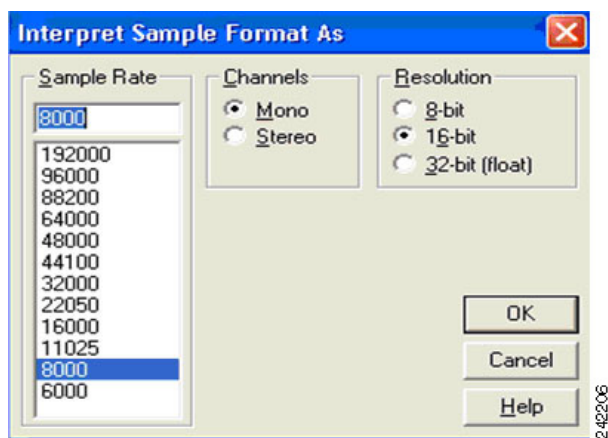 Interpret Sample Format As
Sample Rate
8000
192000
96000
88200
64000
48000
44100
32000
22050
16000
11025
8000
6000
Channels
Mono
Stereo
Resolution
8-bit
16-bit
32-bit (float)
OK
Cancel
Help
242206